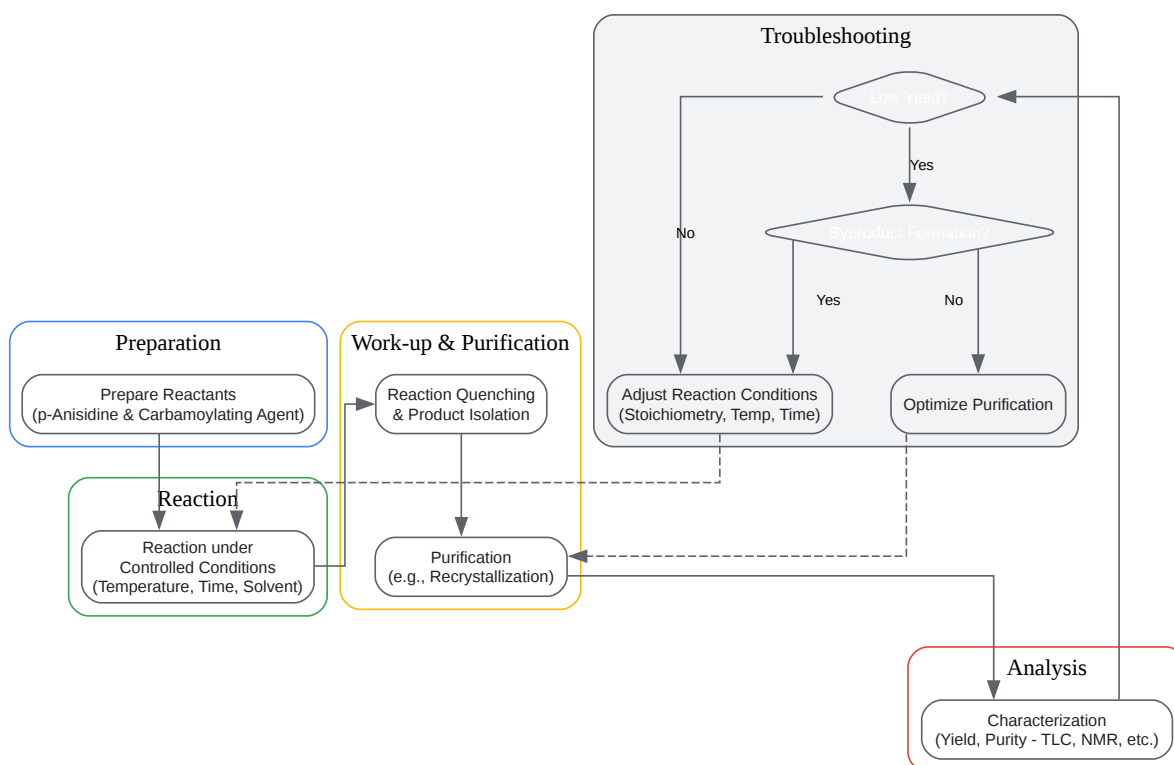 Troubleshooting
Low Yield?
Yes
No
Byproduct Formation?
Yes
No
Adjust Reaction Conditions
(Stoichiometry, Temp, Time)
Optimize Purification
Preparation
Prepare Reactants
(p-Anisidine & Carbamoylating Agent)
Work-up & Purification
Reaction Quenching
& Product Isolation
Purification
(e.g., Recrystallization)
Reaction
Reaction under
Controlled Conditions
(Temperature, Time, Solvent)
Analysis
Characterization
(Yield, Purity - TLC, NMR, etc.)